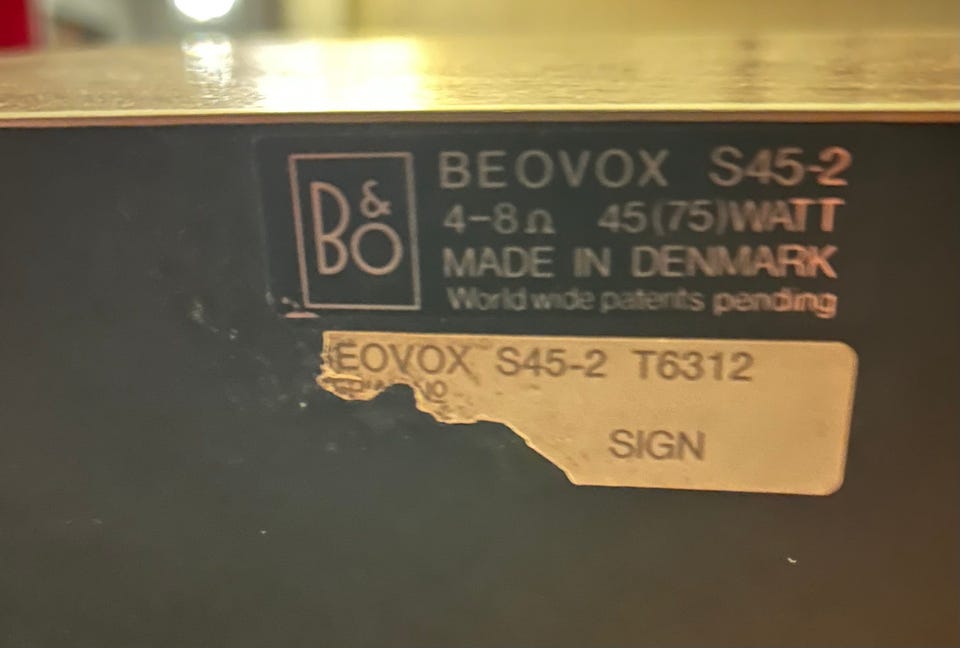 B&O
BEOVOX S45-2
4-8Ω 45(75)WATT
MADE IN DENMARK
World wide patents pending
EOVOX S45-2 T6312
NO
SIGN